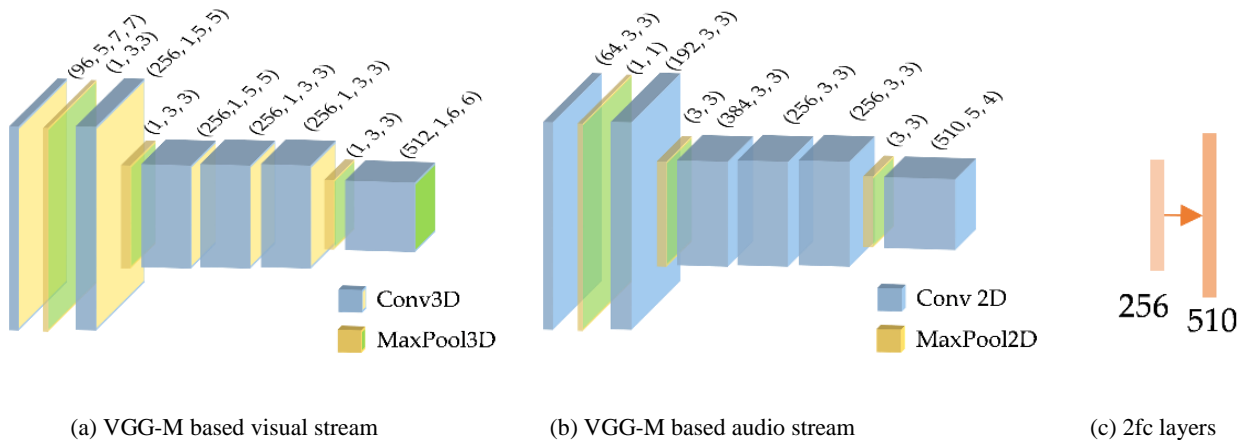 (96, 5, 7, 7)
(1, 3,3)
(256, 1,5, 5)
(1, 3, 3)
(256,1, 5, 5)
(256, 1, 3, 3)
(256, 1, 3, 3)
(1, 3, 3)
(512, 1,6, 6)
Conv3D
MaxPool3D
(a) VGG-M based visual stream
(64, 3, 3)
(1, 1)
(192, 3, 3)
(3, 3)
(384, 3, 3)
(256, 3, 3)
(256, 3, 3)
(3, 3)
(510, 5, 4)
Conv 2D
MaxPool2D
(b) VGG-M based audio stream
256
510
(c) 2fc layers